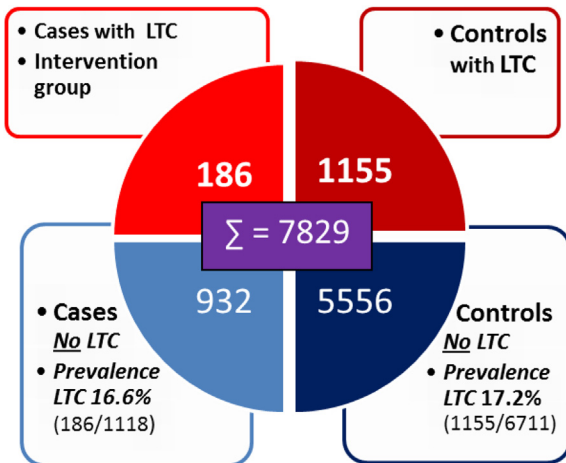 • Cases with LTC
• Intervention
group
• Controls
with LTC
186
1155
∑ = 7829
932
5556
• Cases
No LTC
• Prevalence
LTC 16.6%
(186/1118)
Controls
No LTC
• Prevalence
LTC 17.2%
(1155/6711)